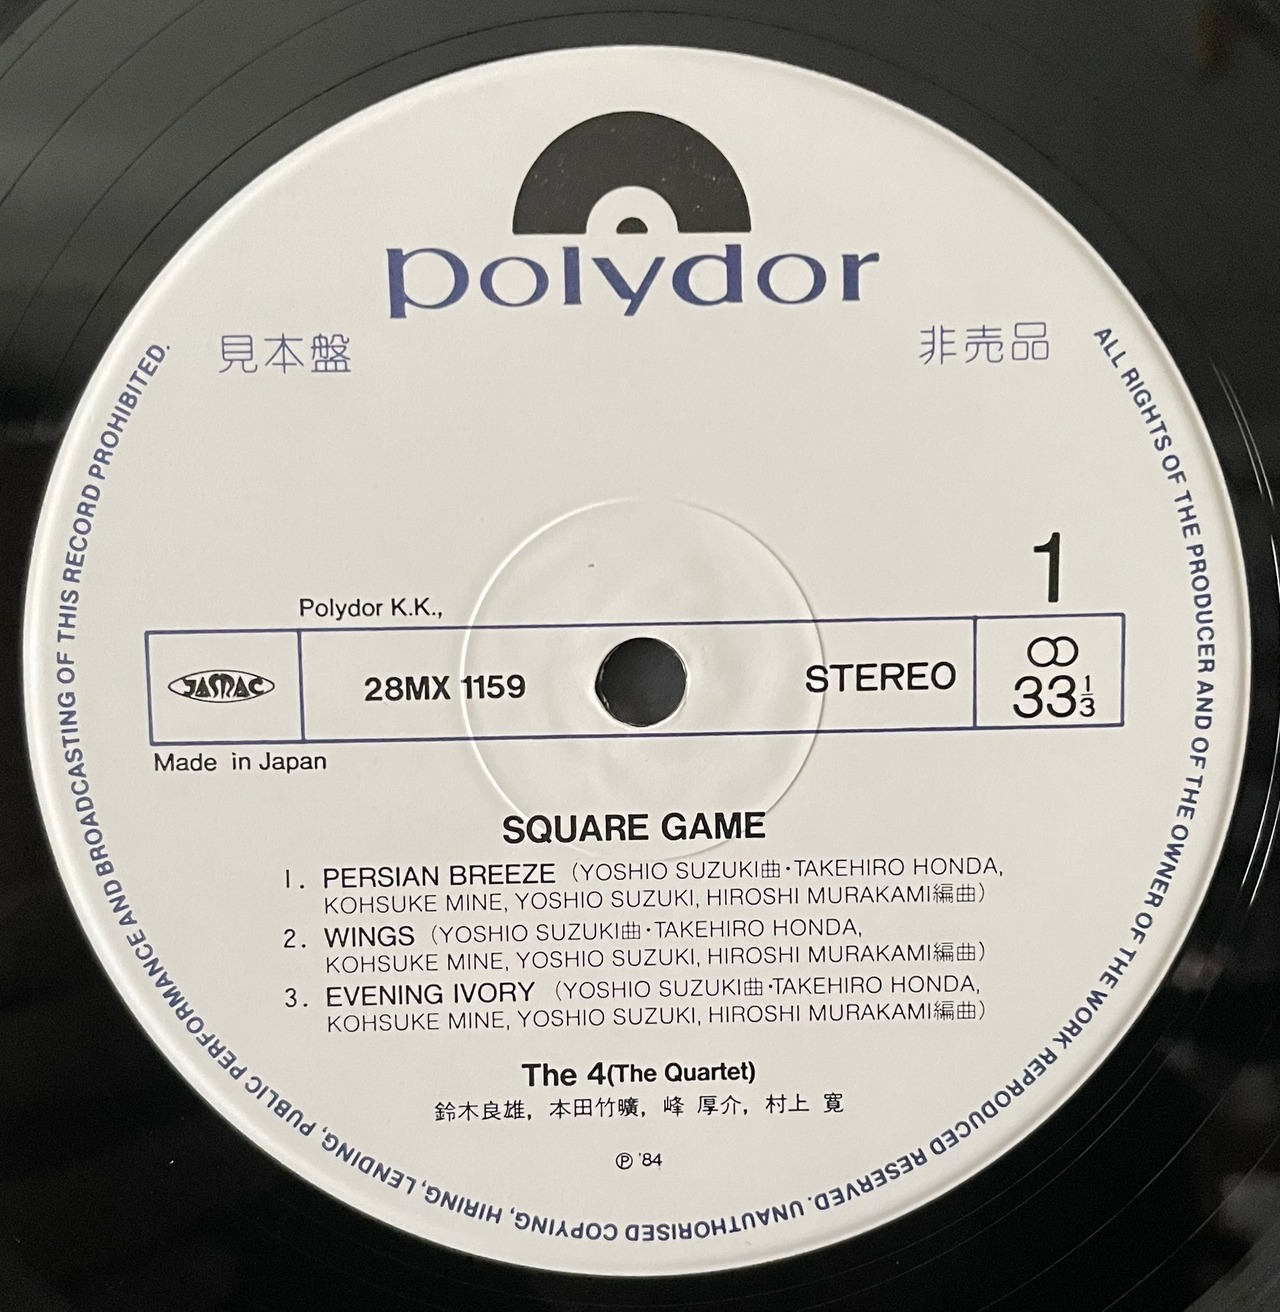 polydor
見本盤
非売品
ALL RIGHTS OF THE PRODUCER AND OF THE OWNER OF THE WORK REPRODUCED RESERVED. UNAUTHORISED COPYING, HIRING, LENDING, PUBLIC PERFORMANCE AND BROADCASTING OF THIS RECORD PROHIBITED.
1
Polydor K.K.,
JASRAC
28MX 1159
STEREO
33 1/3
Made in Japan
SQUARE GAME
1. PERSIAN BREEZE (YOSHIO SUZUKI曲・TAKEHIRO HONDA,
KOHSUKE MINE, YOSHIO SUZUKI, HIROSHI MURAKAMI編曲)
2. WINGS (YOSHIO SUZUKI曲・TAKEHIRO HONDA,
KOHSUKE MINE, YOSHIO SUZUKI, HIROSHI MURAKAMI編曲)
3. EVENING IVORY (YOSHIO SUZUKI曲・TAKEHIRO HONDA,
KOHSUKE MINE, YOSHIO SUZUKI, HIROSHI MURAKAMI編曲)
The 4(The Quartet)
鈴木良雄, 本田竹曠, 峰 厚介, 村上 寛
℗ '84